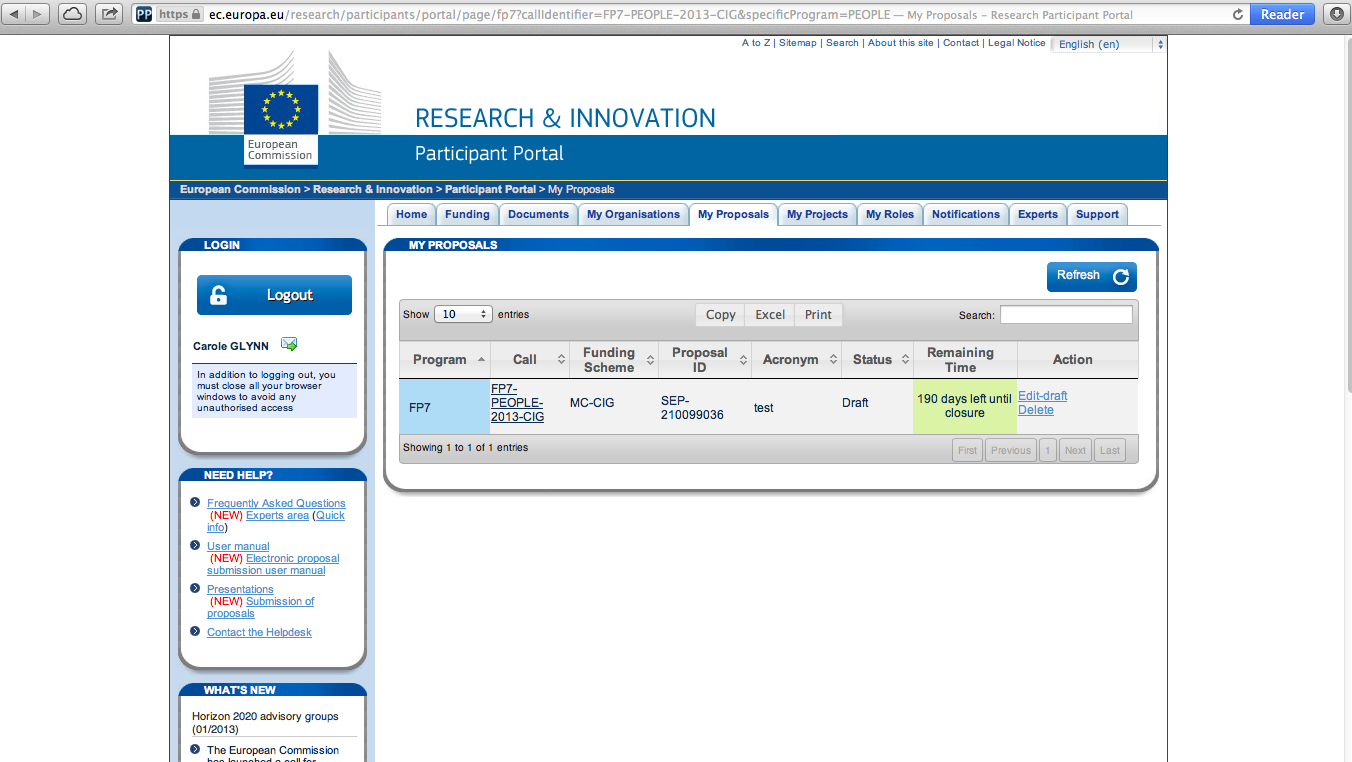 PP https ec.europa.eu/research/participants/portal/page/fp7?callIdentifier=FP7-PEOPLE-2013-CIG&specificProgram=PEOPLE — My Proposals – Research Participant Portal Reader
A to Z | Sitemap | Search | About this site | Contact | Legal Notice English (en)
European
Commission
RESEARCH & INNOVATION
Participant Portal
European Commission > Research & Innovation > Participant Portal > My Proposals
Home Funding Documents My Organisations My Proposals My Projects My Roles Notifications Experts Support
LOGIN
Logout
Carole GLYNN
In addition to logging out, you
must close all your browser
windows to avoid any
unauthorised access
NEED HELP?
Frequently Asked Questions
(NEW) Experts area (Quick
info)
User manual
(NEW) Electronic proposal
submission user manual
Presentations
(NEW) Submission of
proposals
Contact the Helpdesk
WHAT'S NEW
Horizon 2020 advisory groups
(01/2013)
The European Commission
has launched a call for
MY PROPOSALS
Refresh
Show 10 entries Copy Excel Print Search:
Program Call Funding Scheme Proposal ID Acronym Status Remaining Time Action
FP7 FP7-PEOPLE-2013-CIG MC-CIG SEP-210099036 test Draft 190 days left until closure Edit-draft
Delete
Showing 1 to 1 of 1 entries First Previous 1 Next Last